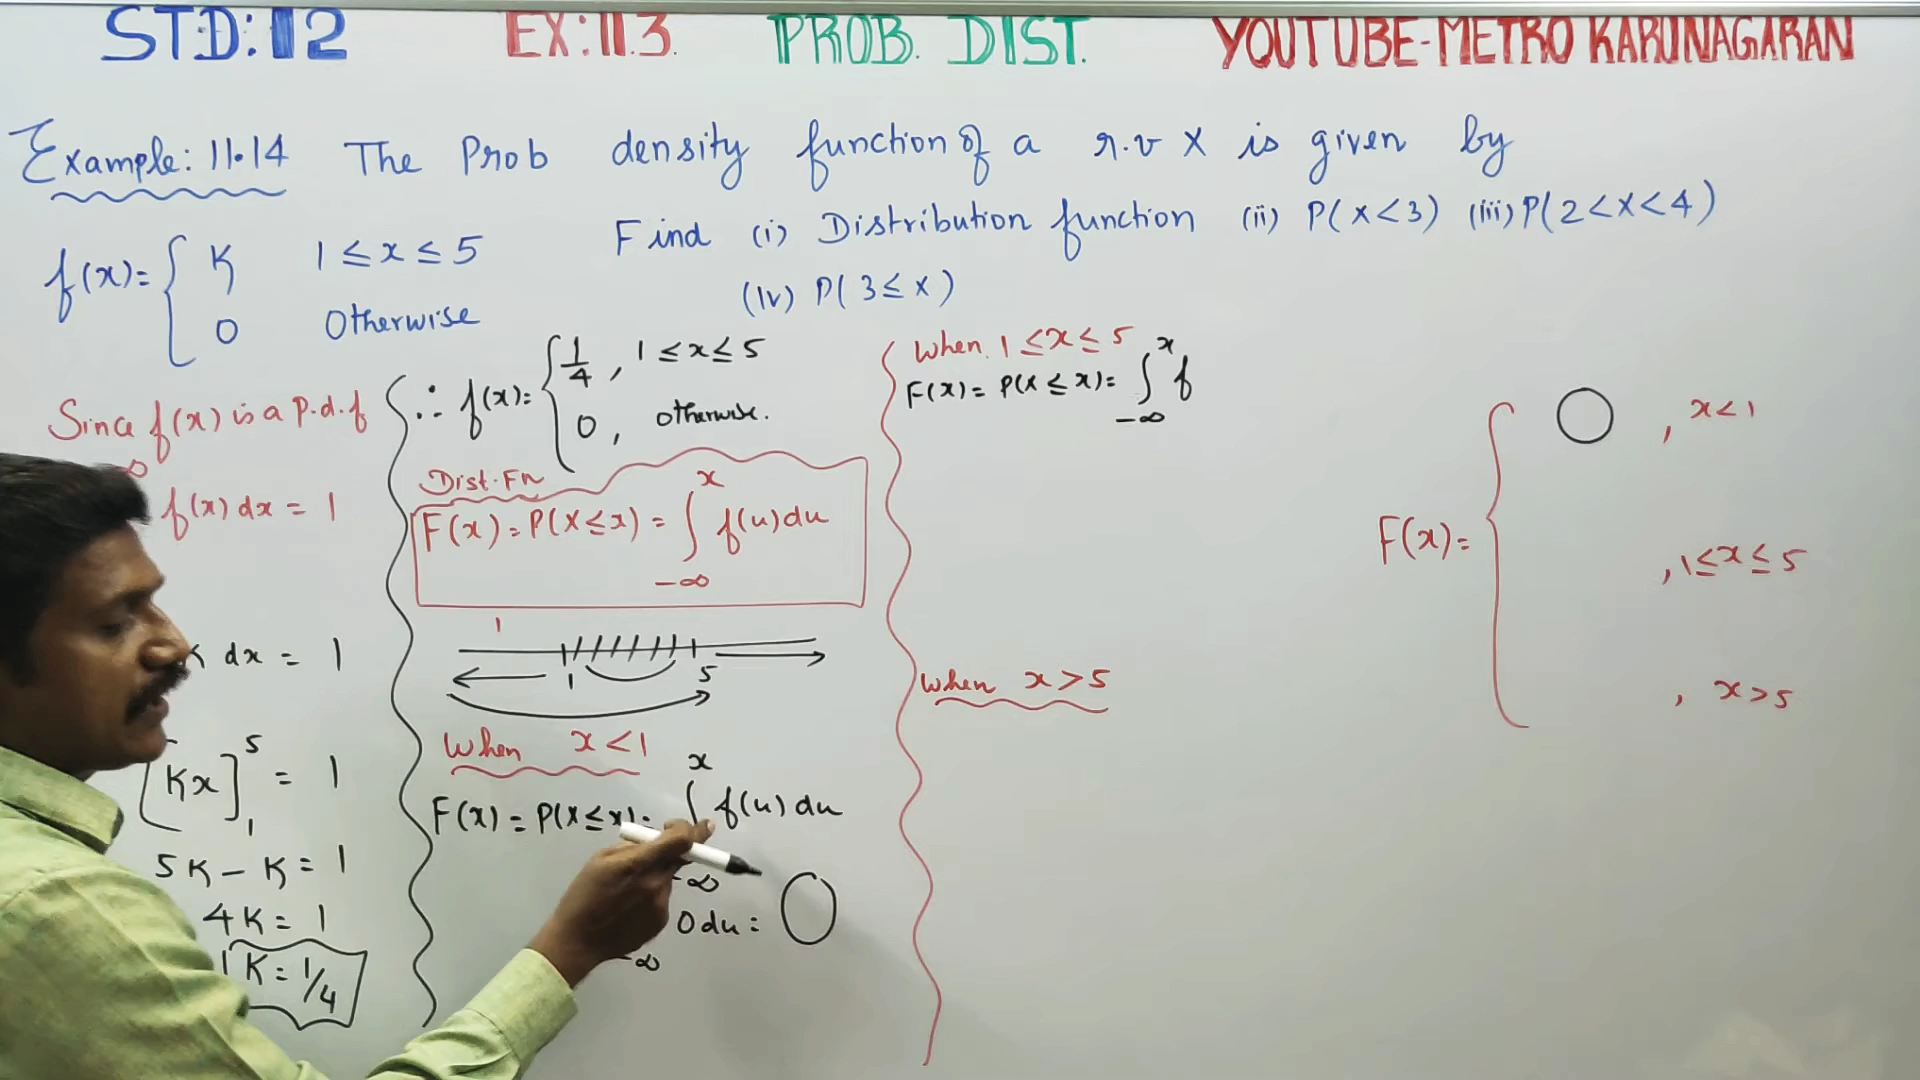 STD: 12 EX: 11.3. PROB. DIST. YOUTUBE-METRO KARUNAGARAN
Example: 11.14 The Prob density function of a r.v X is given by
f(x)= { K 1 ≤ x ≤ 5
0 Otherwise
Find (i) Distribution function (ii) P(X<3) (iii) P(2<X<4)
(iv) P(3≤x)
Since f(x) is a P.d.f
∞
f(x) dx = 1
K dx = 1
[Kx]₁⁵ = 1
5K – K = 1
4K = 1
K = 1/4
∴ f(x) = { 1/4 , 1 ≤ x ≤ 5
0 , otherwise.
Dist. Fn
F(x) = P(X≤x) = ∫_{-∞}^{x} f(u) du
1
1 5
When x < 1
F(x) = P(X≤x) = ∫_{-∞}^{x} f(u) du
-∞ 0 du = 0
When 1 ≤ x ≤ 5
F(x) = P(X ≤ x) = ∫_{-∞}^{x} f
When x > 5
F(x) = { 0 , x < 1
, 1 ≤ x ≤ 5
, x > 5